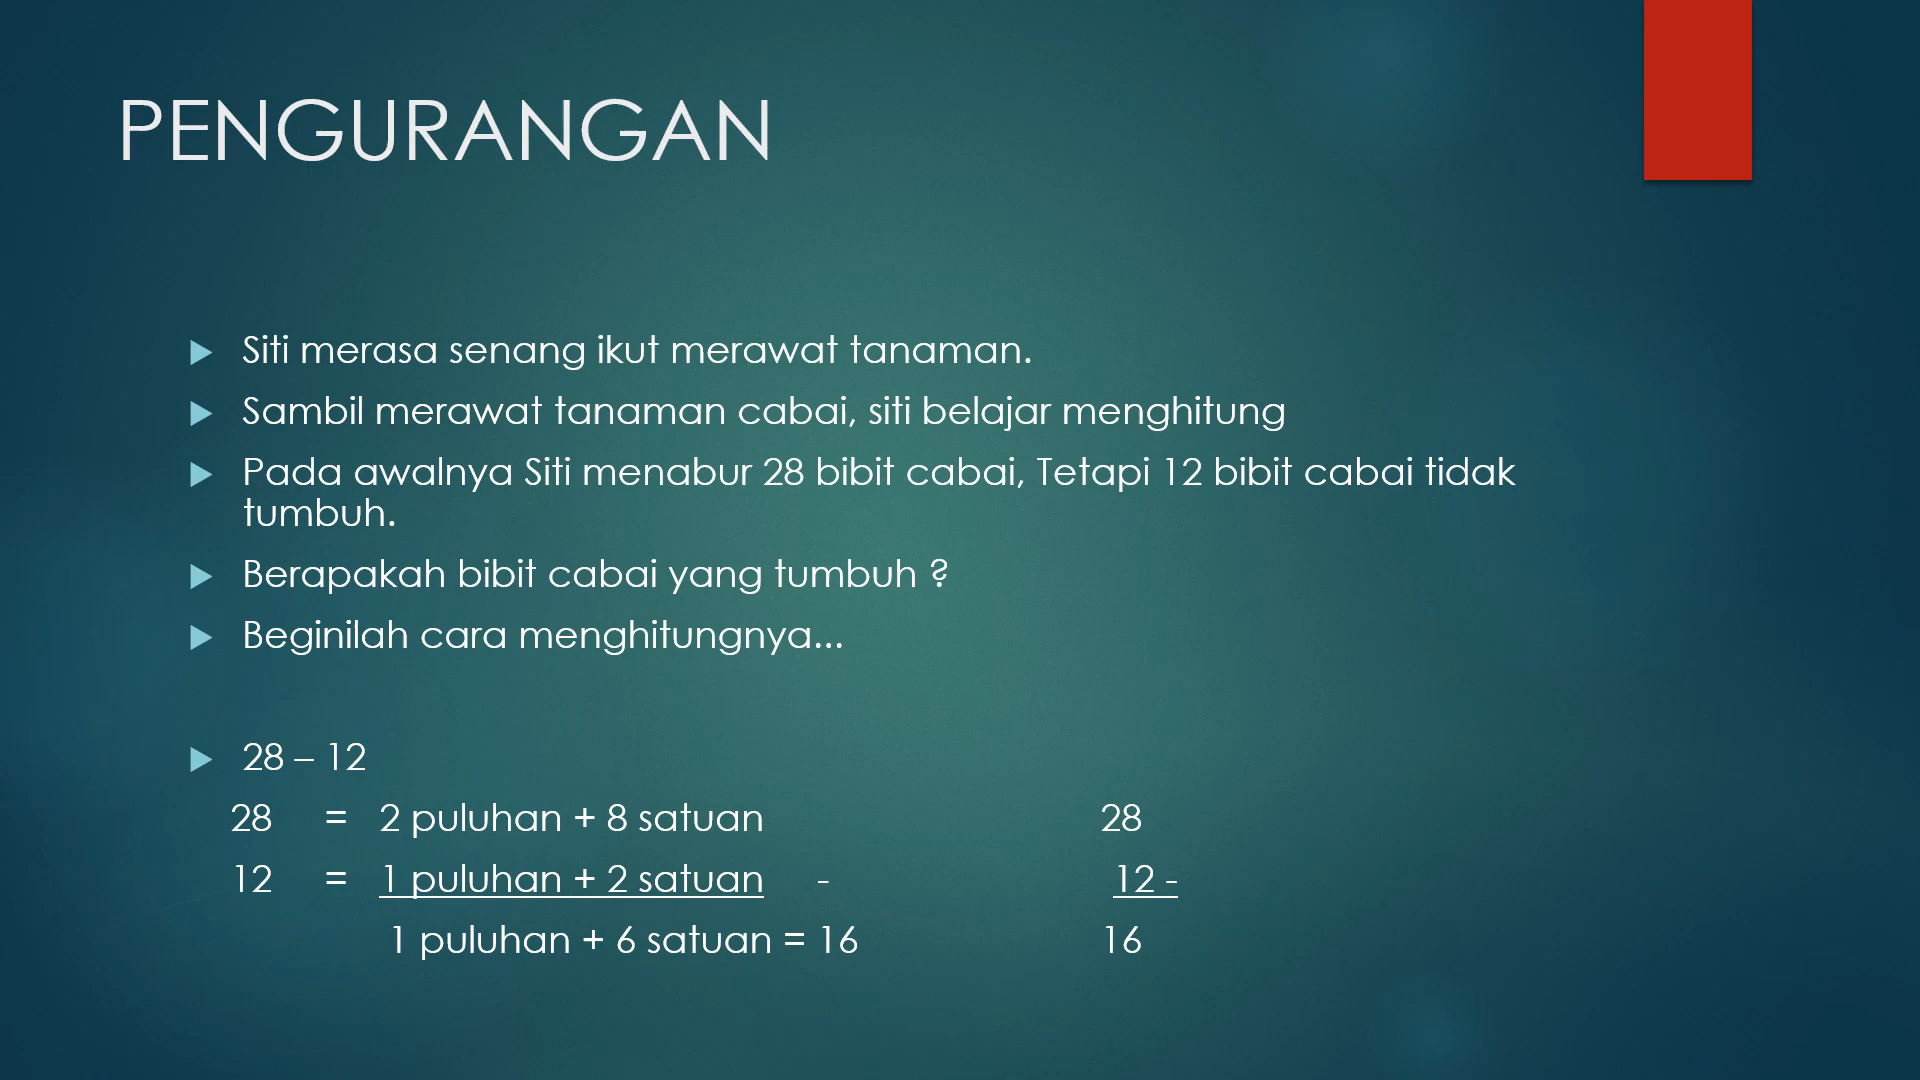 PENGURANGAN
Siti merasa senang ikut merawat tanaman.
Sambil merawat tanaman cabai, siti belajar menghitung
Pada awalnya Siti menabur 28 bibit cabai, Tetapi 12 bibit cabai tidak
tumbuh.
Berapakah bibit cabai yang tumbuh ?
Beginilah cara menghitungnya...
28 – 12
28 = 2 puluhan + 8 satuan 28
12 = 1 puluhan + 2 satuan - 12 -
1 puluhan + 6 satuan = 16 16